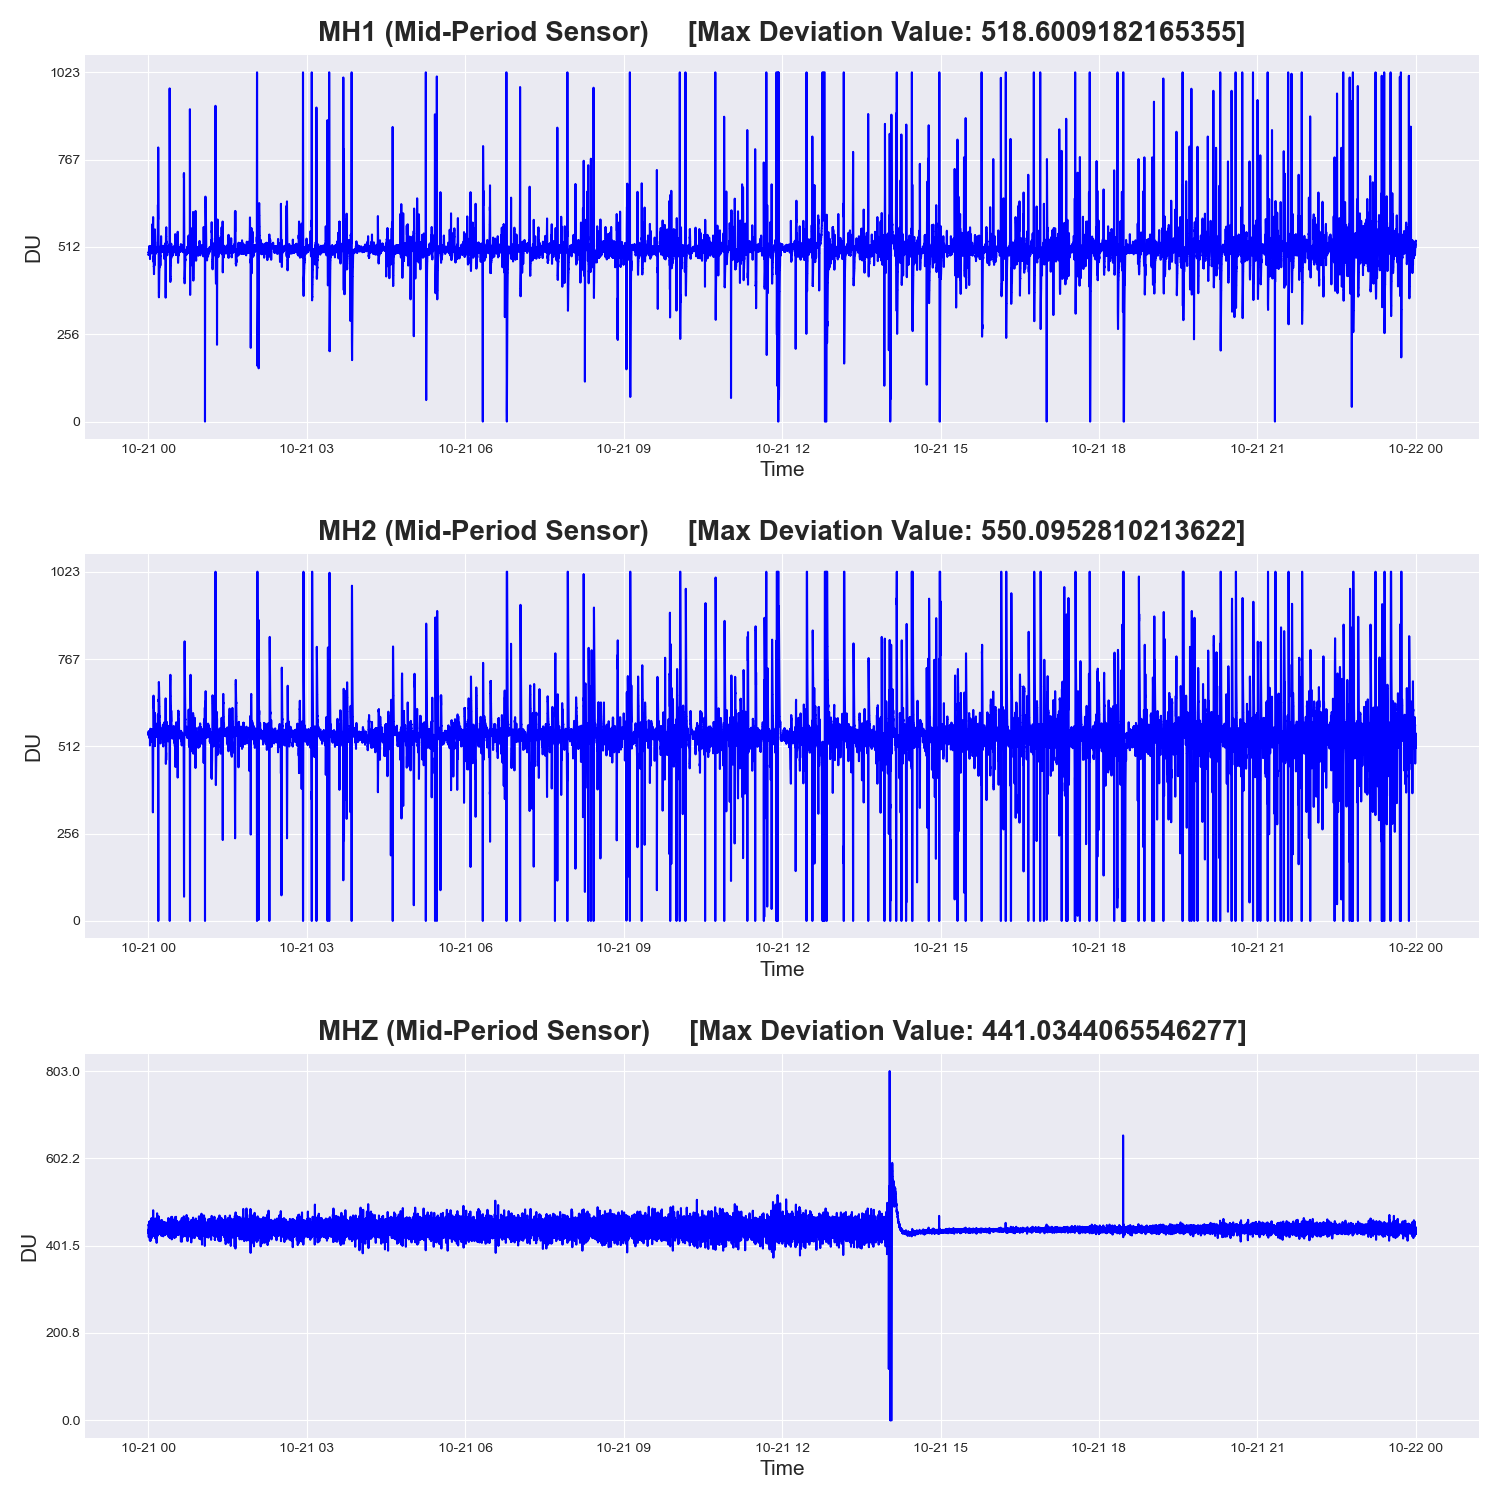 MH1 (Mid-Period Sensor) [Max Deviation Value: 518.6009182165355]
1023
767
512
256
0
DU
10-21 00 10-21 03 10-21 06 10-21 09 10-21 12 10-21 15 10-21 18 10-21 21 10-22 00
Time
MH2 (Mid-Period Sensor) [Max Deviation Value: 550.0952810213622]
1023
767
512
256
0
DU
10-21 00 10-21 03 10-21 06 10-21 09 10-21 12 10-21 15 10-21 18 10-21 21 10-22 00
Time
MHZ (Mid-Period Sensor) [Max Deviation Value: 441.0344065546277]
803.0
602.2
401.5
200.8
0.0
DU
10-21 00 10-21 03 10-21 06 10-21 09 10-21 12 10-21 15 10-21 18 10-21 21 10-22 00
Time